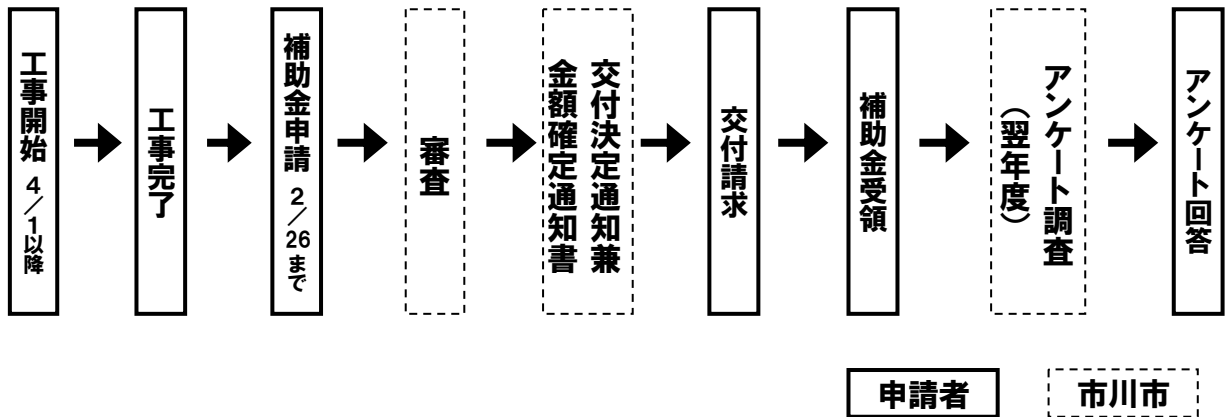 工事開始 4/1以降
工事完了
補助金申請 2/26まで
審査
交付決定通知兼
金額確定通知書
交付請求
補助金受領
アンケート調査
（翌年度）
アンケート回答
申請者
市川市